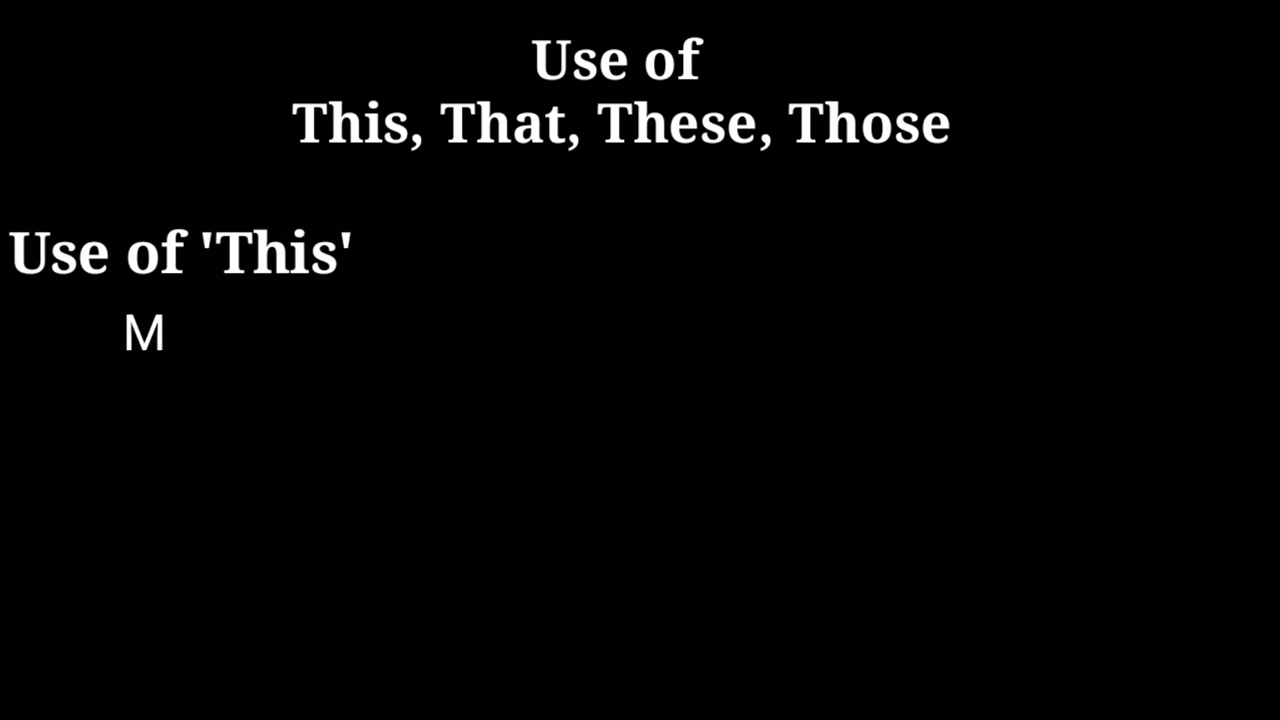 Use of
This, That, These, Those
Use of 'This'
M